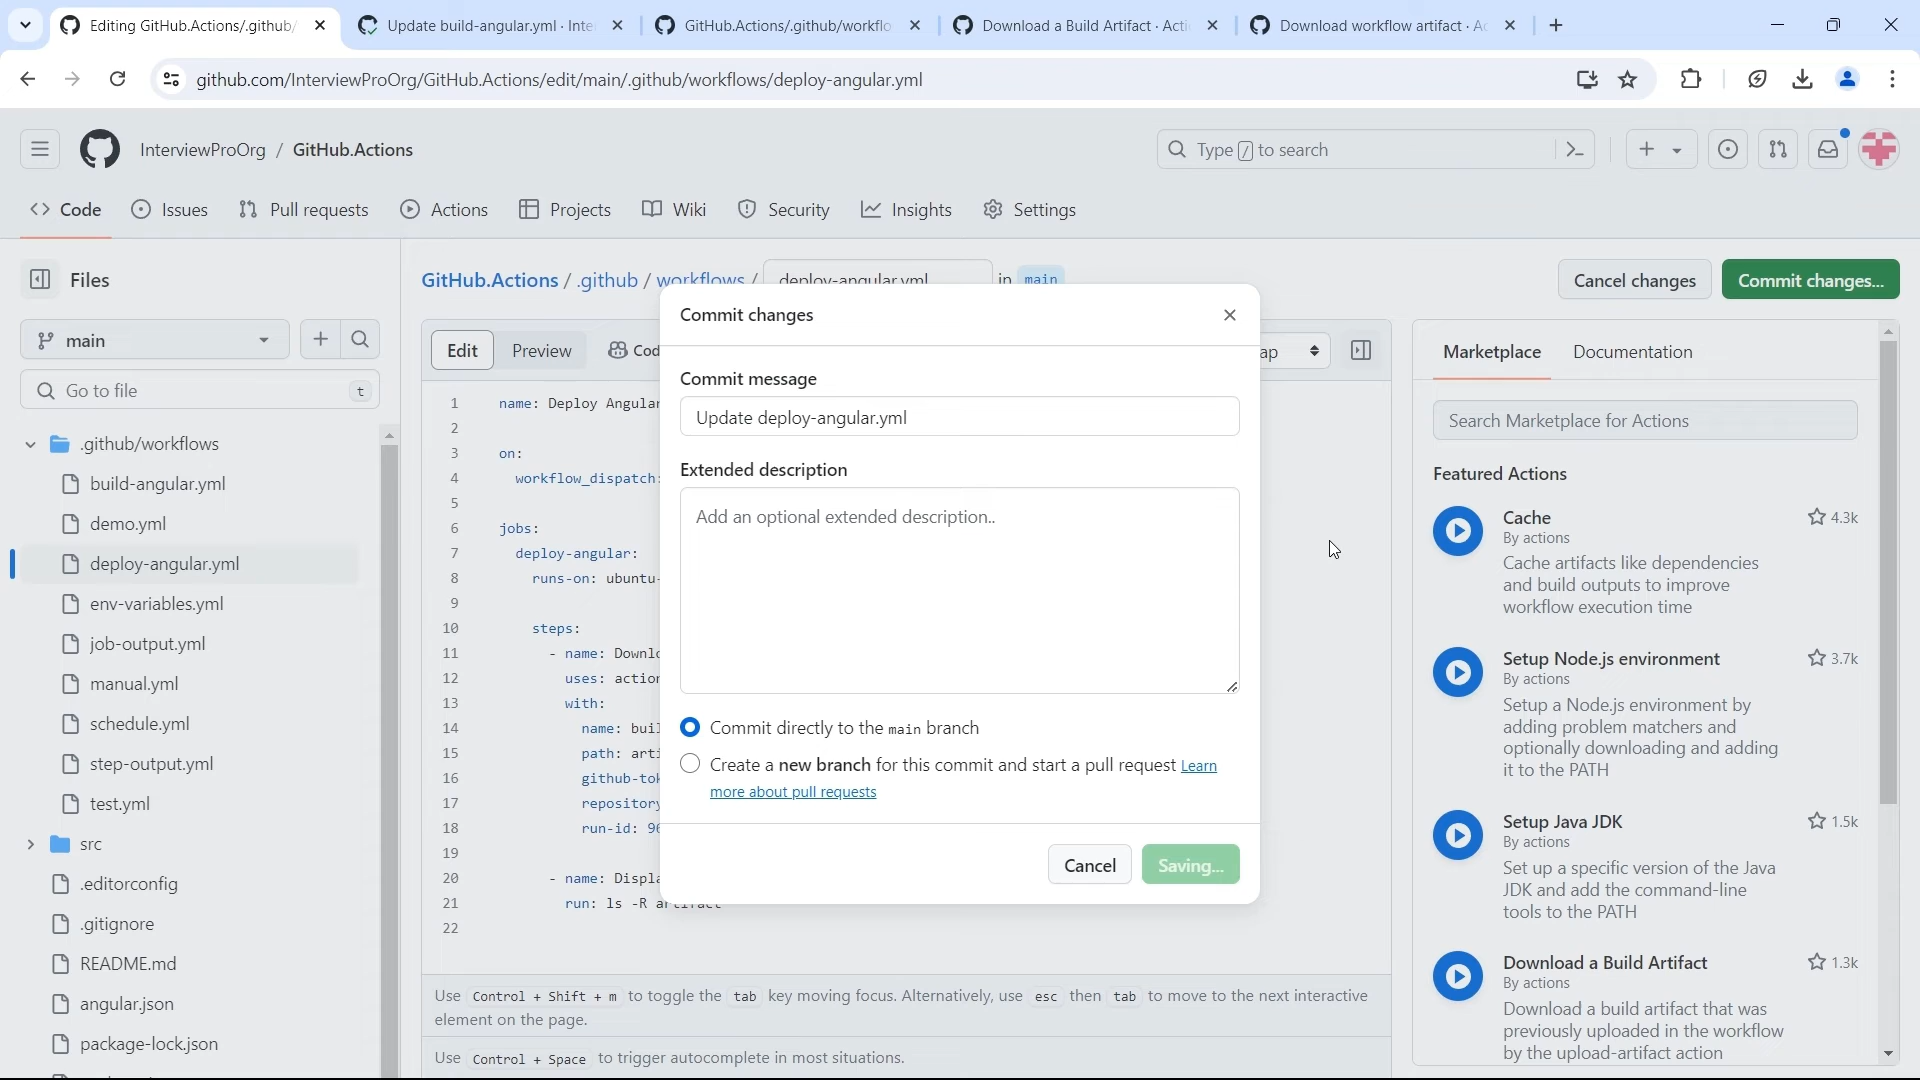 Editing GitHub.Actions/.github/
Update build-angular.yml · Inte
GitHub.Actions/.github/workflo
Download a Build Artifact · Acti
Download workflow artifact · Ac
github.com/InterviewProOrg/GitHub.Actions/edit/main/.github/workflows/deploy-angular.yml
InterviewProOrg / GitHub.Actions
Type / to search
Code
Issues
Pull requests
Actions
Projects
Wiki
Security
Insights
Settings
Files
GitHub.Actions / .github / workflows / deploy-angular.yml in main
Cancel changes
Commit changes...
main
Go to file
t
.github/workflows
build-angular.yml
demo.yml
deploy-angular.yml
env-variables.yml
job-output.yml
manual.yml
schedule.yml
step-output.yml
test.yml
src
.editorconfig
.gitignore
README.md
angular.json
package-lock.json
Edit
Preview
Cod
ap
1 name: Deploy Angular
2
3 on:
4 workflow_dispatch:
5
6 jobs:
7 deploy-angular:
8 runs-on: ubuntu-
9
10 steps:
11 - name: Downlo
12 uses: action
13 with:
14 name: buil
15 path: arti
16 github-tok
17 repository
18 run-id: 96
19
20 - name: Displa
21 run: ls -R artifact
22
Use Control + Shift + m to toggle the tab key moving focus. Alternatively, use esc then tab to move to the next interactive
element on the page.
Use Control + Space to trigger autocomplete in most situations.
Commit changes
Commit message
Update deploy-angular.yml
Extended description
Add an optional extended description..
Commit directly to the main branch
Create a new branch for this commit and start a pull request Learn
more about pull requests
Cancel
Saving...
Marketplace
Documentation
Search Marketplace for Actions
Featured Actions
Cache
4.3k
By actions
Cache artifacts like dependencies
and build outputs to improve
workflow execution time
Setup Node.js environment
3.7k
By actions
Setup a Node.js environment by
adding problem matchers and
optionally downloading and adding
it to the PATH
Setup Java JDK
1.5k
By actions
Set up a specific version of the Java
JDK and add the command-line
tools to the PATH
Download a Build Artifact
1.3k
By actions
Download a build artifact that was
previously uploaded in the workflow
by the upload-artifact action